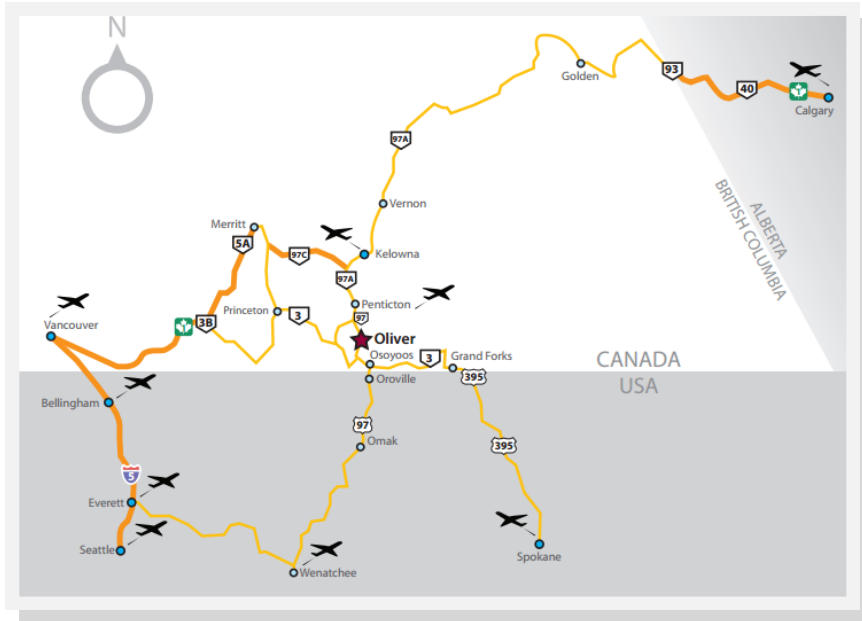 N
Golden
93
40
1
Calgary
97A
ALBERTA
BRITISH COLUMBIA
Vernon
Merritt
5A
97C
Kelowna
97A
Penticton
Princeton
3
97
Vancouver
1
3B
Oliver
Osoyoos
3
Grand Forks
CANADA
USA
Oroville
395
Bellingham
97
Omak
395
5
Everett
Seattle
Spokane
Wenatchee